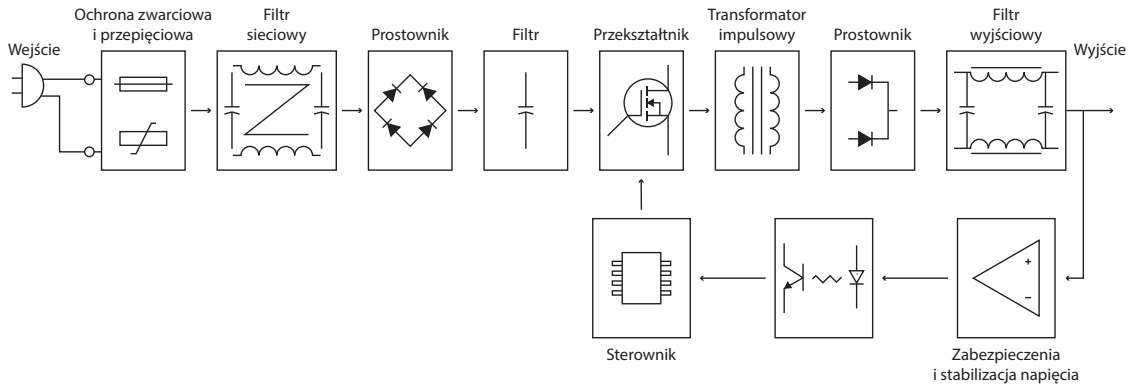 Wejście
Ochrona zwarciowa
i przepięciowa
Filtr
sieciowy
Prostownik
Filtr
Przekształtnik
Transformator
impulsowy
Prostownik
Filtr
wyjściowy
Wyjście
+
−
Sterownik
Zabezpieczenia
i stabilizacja napięcia